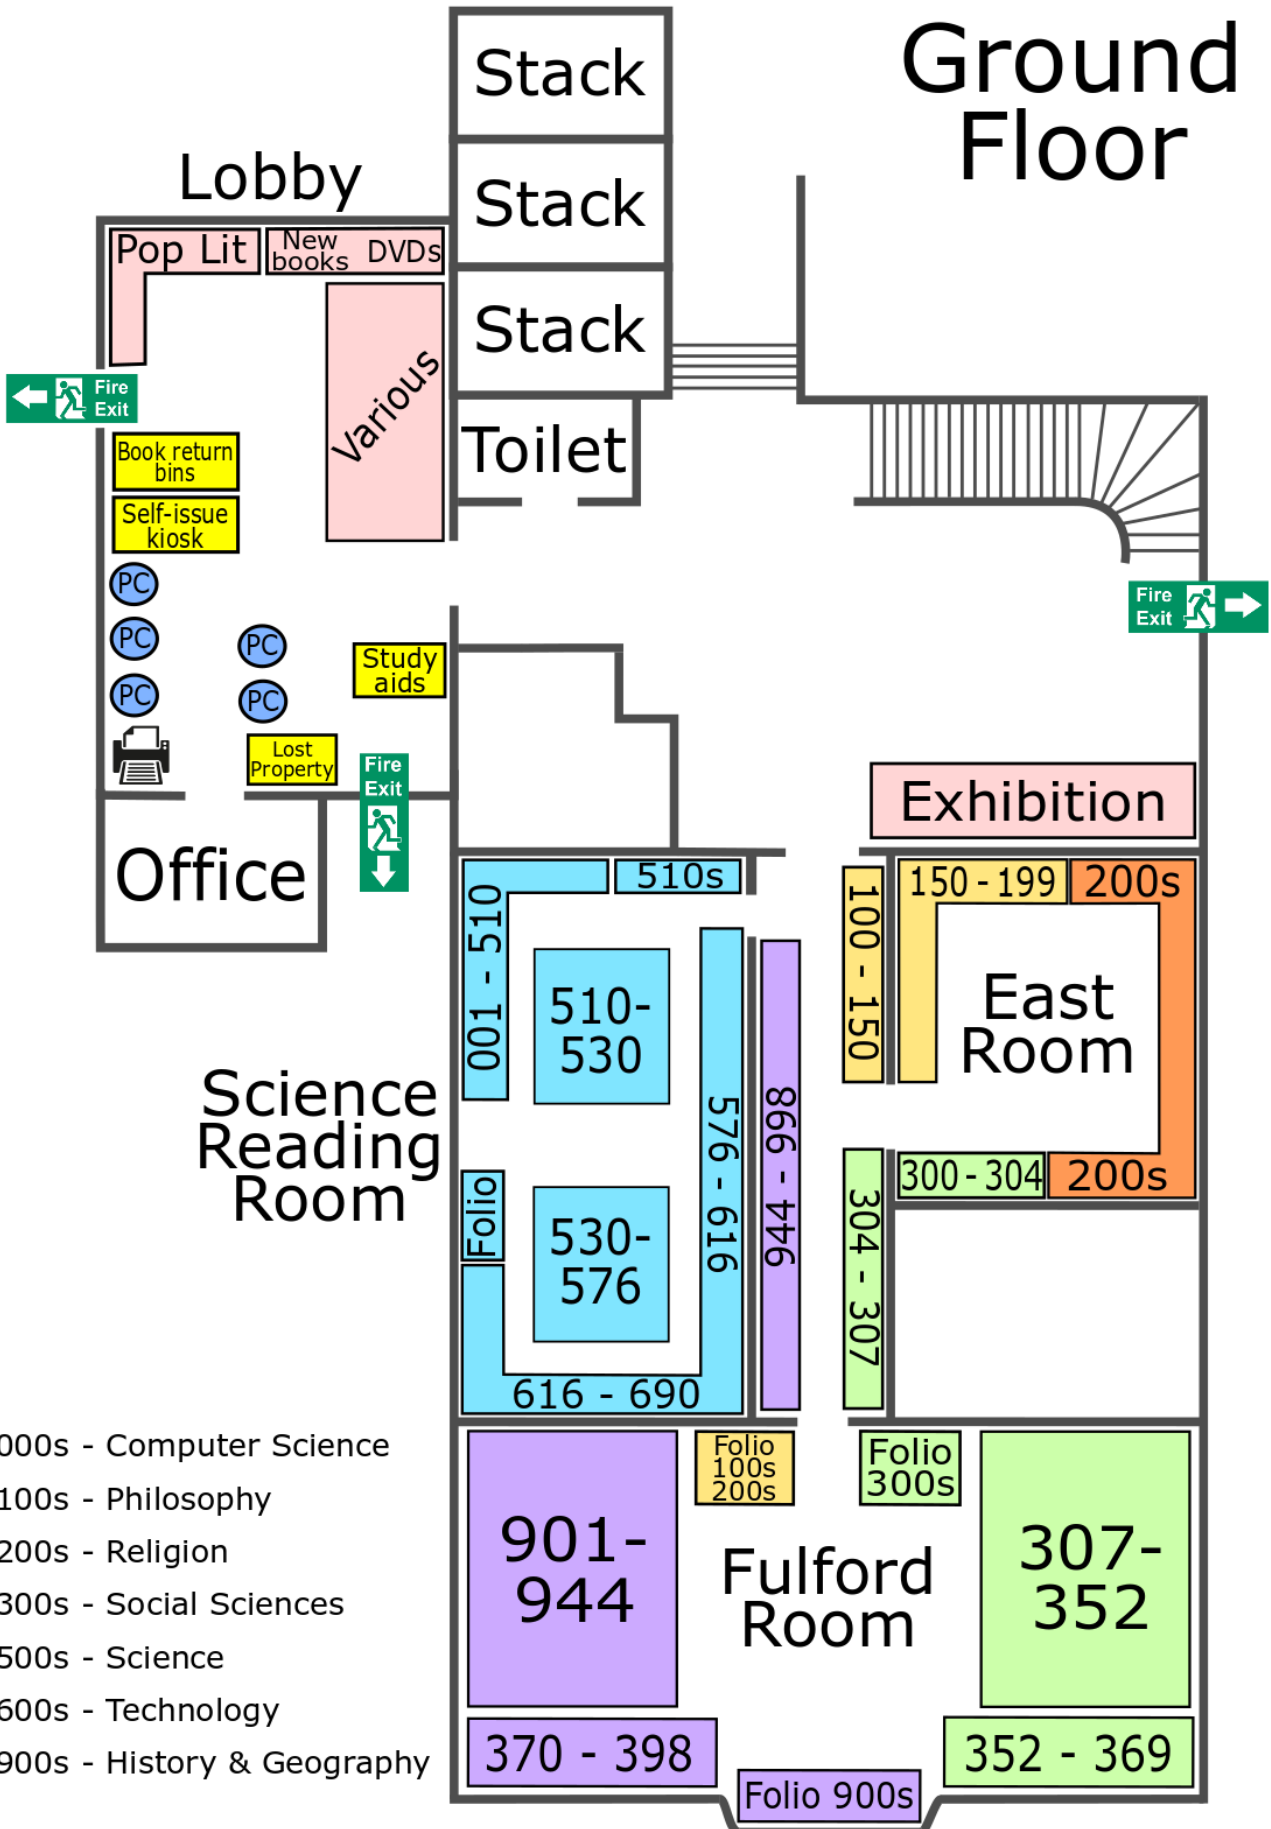 Ground
Floor
Stack
Stack
Stack
Lobby
Pop Lit
New
books
DVDs
Various
Fire
Exit
Toilet
Book return
bins
Self-issue
kiosk
PC
PC
PC
PC
PC
Study
aids
Lost
Property
Fire
Exit
Fire
Exit
Office
Exhibition
001 - 510
510s
100 - 150
150 - 199
200s
510-
530
East
Room
Science
Reading
Room
576 - 616
944 - 998
Folio
530-
576
304 - 307
300 - 304
200s
616 - 690
000s - Computer Science
100s - Philosophy
200s - Religion
300s - Social Sciences
500s - Science
600s - Technology
900s - History & Geography
901-
944
Folio
100s
200s
Folio
300s
307-
352
Fulford
Room
370 - 398
352 - 369
Folio 900s